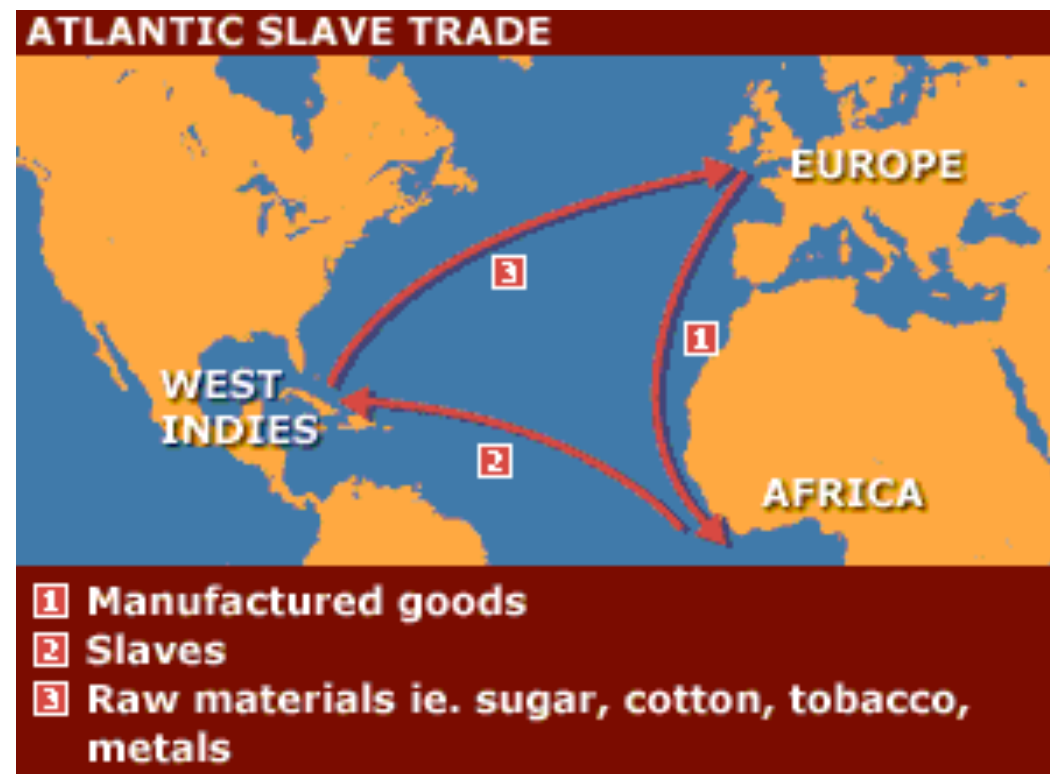 ATLANTIC SLAVE TRADE
EUROPE
3
1
WEST
INDIES
2
AFRICA
1 Manufactured goods
2 Slaves
3 Raw materials ie. sugar, cotton, tobacco,
metals